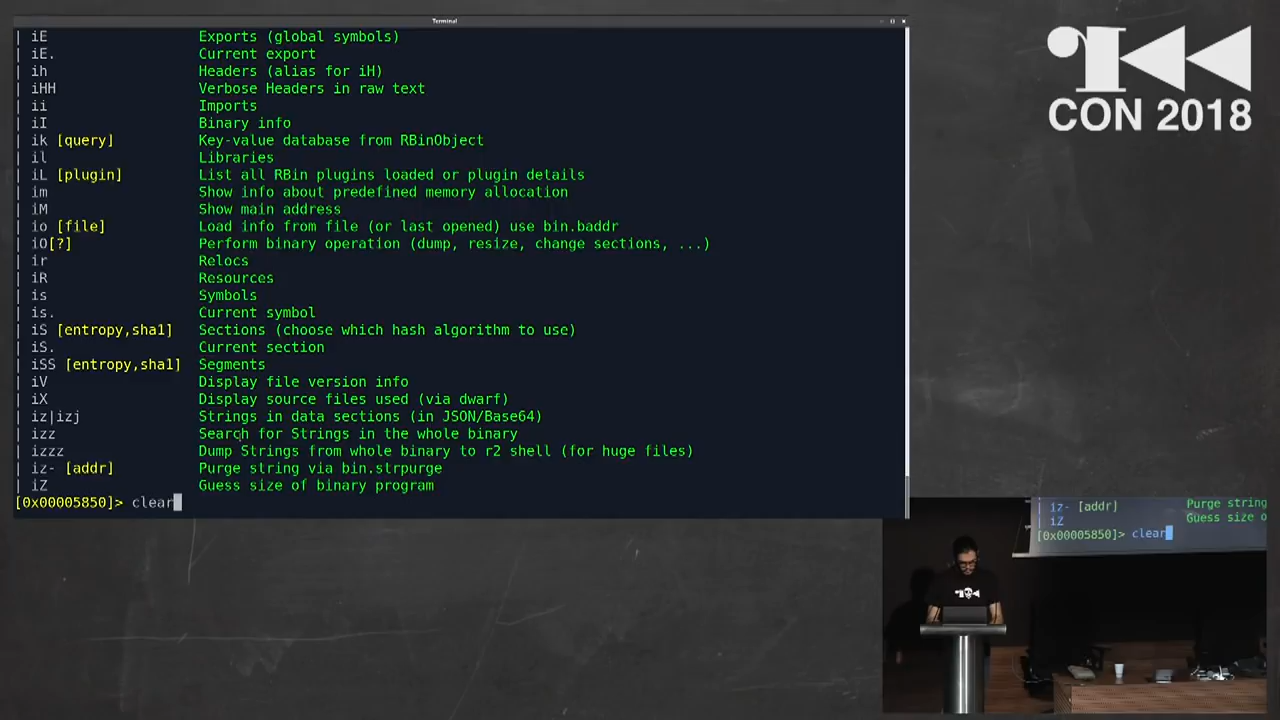 Terminal
| iE Exports (global symbols)
| iE. Current export
| ih Headers (alias for iH)
| iHH Verbose Headers in raw text
| ii Imports
| iI Binary info
| ik [query] Key-value database from RBinObject
| il Libraries
| iL [plugin] List all RBin plugins loaded or plugin details
| im Show info about predefined memory allocation
| iM Show main address
| io [file] Load info from file (or last opened) use bin.baddr
| iO[?] Perform binary operation (dump, resize, change sections, ...)
| ir Relocs
| iR Resources
| is Symbols
| is. Current symbol
| iS [entropy,sha1] Sections (choose which hash algorithm to use)
| iS. Current section
| iSS [entropy,sha1] Segments
| iV Display file version info
| iX Display source files used (via dwarf)
| iz|izj Strings in data sections (in JSON/Base64)
| izz Search for Strings in the whole binary
| izzz Dump Strings from whole binary to r2 shell (for huge files)
| iz- [addr] Purge string via bin.strpurge
| iZ Guess size of binary program
[0x00005850]> clear
CON 2018
| iz- [addr] Purge string
| iZ Guess size o
[0x00005850]> clear